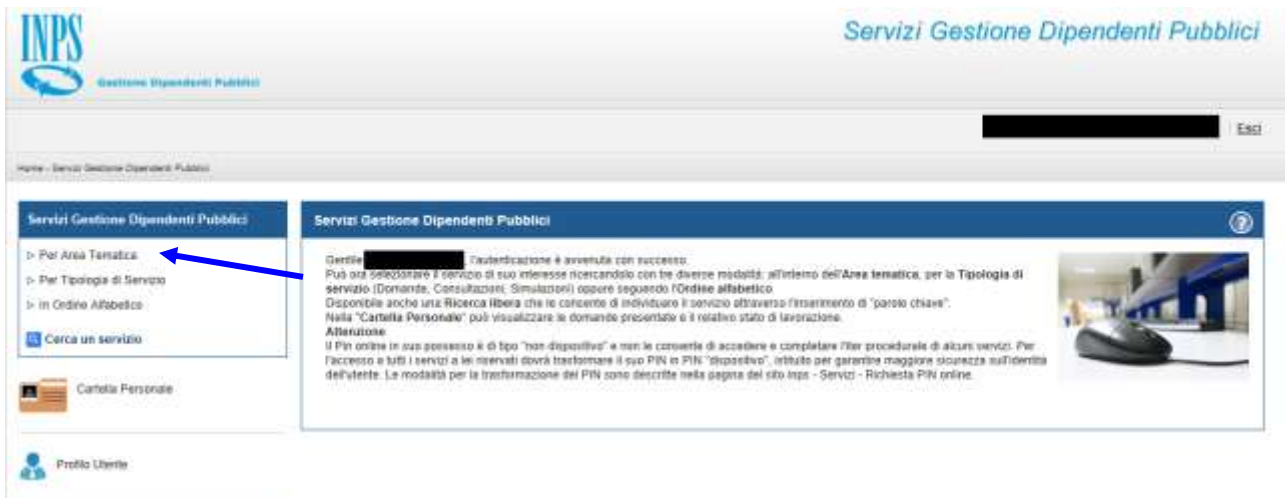 INPS
Gestione Dipendenti Pubblici
Servizi Gestione Dipendenti Pubblici
Esci
Home - Servizi Gestione Dipendenti Pubblici
Servizi Gestione Dipendenti Pubblici
Per Area Tematica
Per Tipologia di Servizio
In Ordine Alfabetico
Cerca un servizio
Cartella Personale
Profilo Utente
Servizi Gestione Dipendenti Pubblici
?
Gentile , l'autenticazione è avvenuta con successo.
Può ora selezionare il servizio di suo interesse ricercandolo con tre diverse modalità: all'interno dell'Area tematica, per la Tipologia di
servizio (Domande, Consultazioni, Simulazioni) oppure seguendo l'Ordine alfabetico.
Disponibile anche una Ricerca libera che le consente di individuare il servizio attraverso l'inserimento di "parole chiave".
Nella "Cartella Personale" può visualizzare le domande presentate e il relativo stato di lavorazione.
Attenzione
Il Pin online in suo possesso è di tipo "non dispositivo" e non le consente di accedere e completare l'iter procedurale di alcuni servizi. Per
l'accesso a tutti i servizi a lei riservati dovrà trasformare il suo PIN in PIN "dispositivo", istituito per garantire maggiore sicurezza sull'identità
dell'utente. Le modalità per la trasformazione del PIN sono descritte nella pagina del sito Inps - Servizi - Richiesta PIN online.